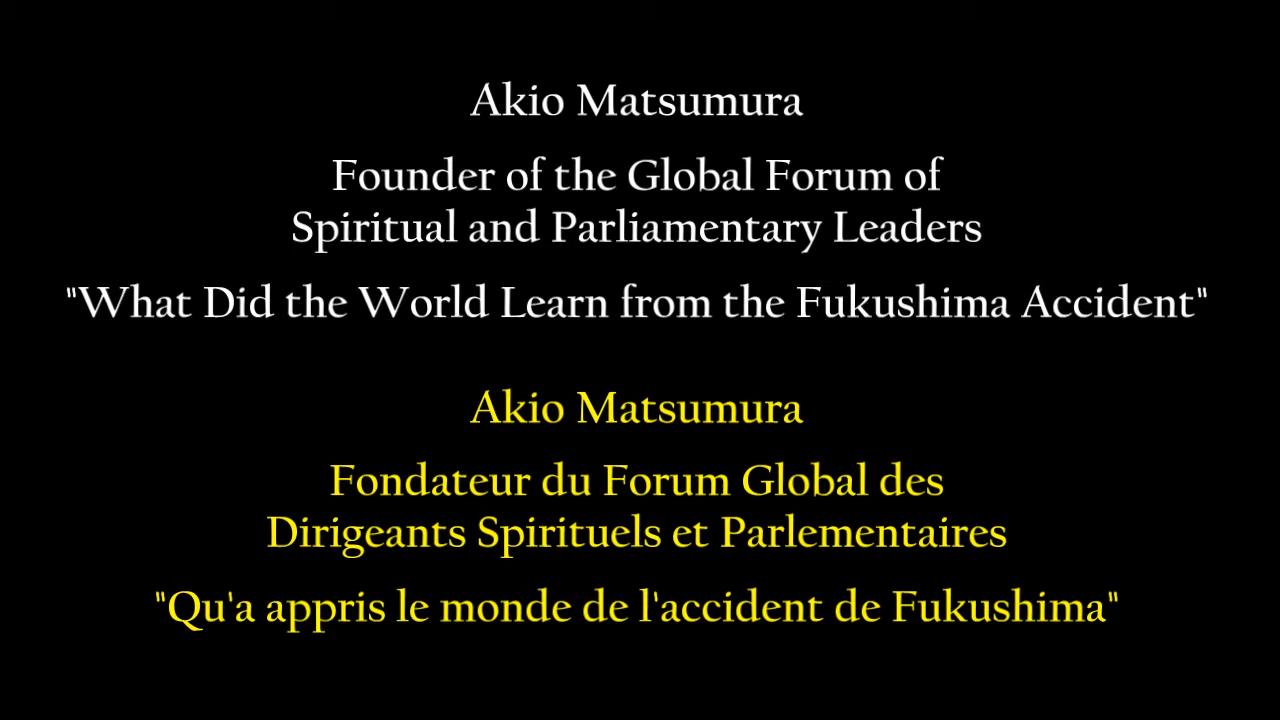 Akio Matsumura
Founder of the Global Forum of
Spiritual and Parliamentary Leaders
"What Did the World Learn from the Fukushima Accident"
Akio Matsumura
Fondateur du Forum Global des
Dirigeants Spirituels et Parlementaires
"Qu'a appris le monde de l'accident de Fukushima"